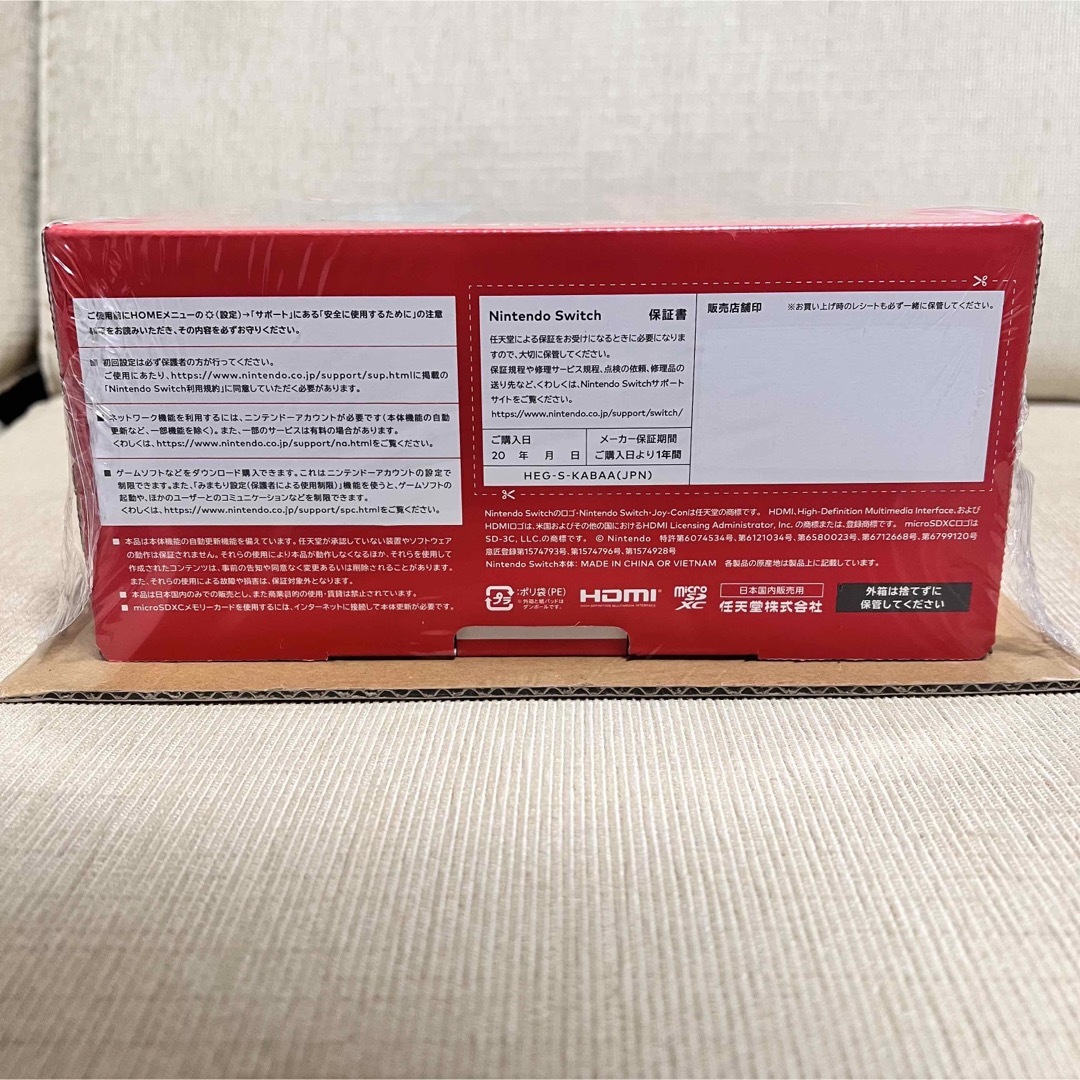 ご使用前にHOMEメニューの(設定)→「サポート」にある「安全に使用するために」の注意
をお読みいただき、その内容を必ずお守りください。
初回設定は必ず保護者の方が行ってください。
ご使用にあたり、https://www.nintendo.co.jp/support/sup.htmlに掲載の
「Nintendo Switch利用規約」に同意していただく必要があります。
■ ネットワーク機能を利用するには、ニンテンドーアカウントが必要です(本体機能の自動
更新など、一部機能を除く)。また、一部のサービスは有料の場合があります。
くわしくは、https://www.nintendo.co.jp/support/na.htmlをご覧ください。
■ ゲームソフトなどをダウンロード購入できます。これはニンテンドーアカウントの設定で
制限できます。また、「みまもり設定(保護者による使用制限)」機能を使うと、ゲームソフトの
起動や、ほかのユーザーとのコミュニケーションなどを制限できます。
くわしくは、https://www.nintendo.co.jp/support/spc.htmlをご覧ください。
■ 本品は本体機能の自動更新機能を備えています。任天堂が承認していない装置やソフトウェア
の動作は保証されません。それらの使用により本品が動作しなくなるほか、それらを使用して
作成されたコンテンツは、事前の告知や同意なく変更あるいは削除されることがあります。
また、それらの使用による故障や損害は、保証対象外となります。
■ 本品は日本国内のみでの販売とし、また商業目的の使用・賃貸は禁止されています。
■ microSDXCメモリーカードを使用するには、インターネットに接続して本体更新が必要です。
Nintendo Switch 保証書
任天堂による保証をお受けになるときに必要になりま
すので、大切に保管してください。
保証規程や修理サービス規程、点検の依頼、修理品の
送り先など、くわしくは、Nintendo Switchサポート
サイトをご覧ください。
https://www.nintendo.co.jp/support/switch/
ご購入日 メーカー保証期間
20 年 月 日 ご購入日より1年間
HEG-S-KABAA(JPN)
販売店舗印 ※お買い上げ時のレシートも必ず一緒に保管してください。
Nintendo Switchのロゴ・Nintendo Switch・Joy-Conは任天堂の商標です。 HDMI、High-Definition Multimedia Interface、および
HDMIロゴは、米国およびその他の国におけるHDMI Licensing Administrator, Inc. の商標または、登録商標です。 microSDXCロゴは
SD-3C, LLC.の商標です。 © Nintendo 特許第6074534号、第6121034号、第6580023号、第6712668号、第6799120号
意匠登録第1574793号、第1574796号、第1574928号
Nintendo Switch本体: MADE IN CHINA OR VIETNAM 各製品の原産地は製品上に記載しています。
プラ :ポリ袋(PE)
※外箱と紙パッドは
ダンボールです。
HDMI
HIGH-DEFINITION MULTIMEDIA INTERFACE
micro SD XC
日本国内販売用
任天堂株式会社
外箱は捨てずに
保管してください